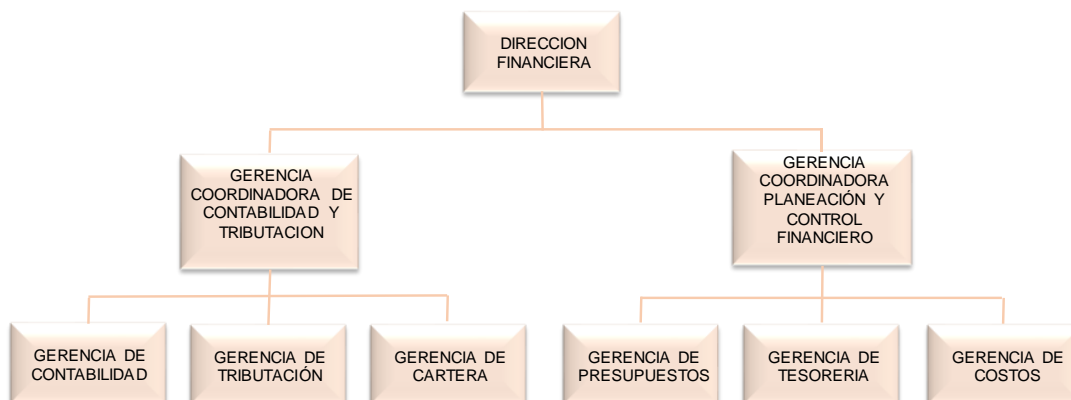 DIRECCION
FINANCIERA
GERENCIA
COORDINADORA DE
CONTABILIDAD Y
TRIBUTACION
GERENCIA
COORDINADORA
PLANEACIÓN Y
CONTROL
FINANCIERO
GERENCIA DE
CONTABILIDAD
GERENCIA DE
TRIBUTACIÓN
GERENCIA DE
CARTERA
GERENCIA DE
PRESUPUESTOS
GERENCIA DE
TESORERIA
GERENCIA DE
COSTOS